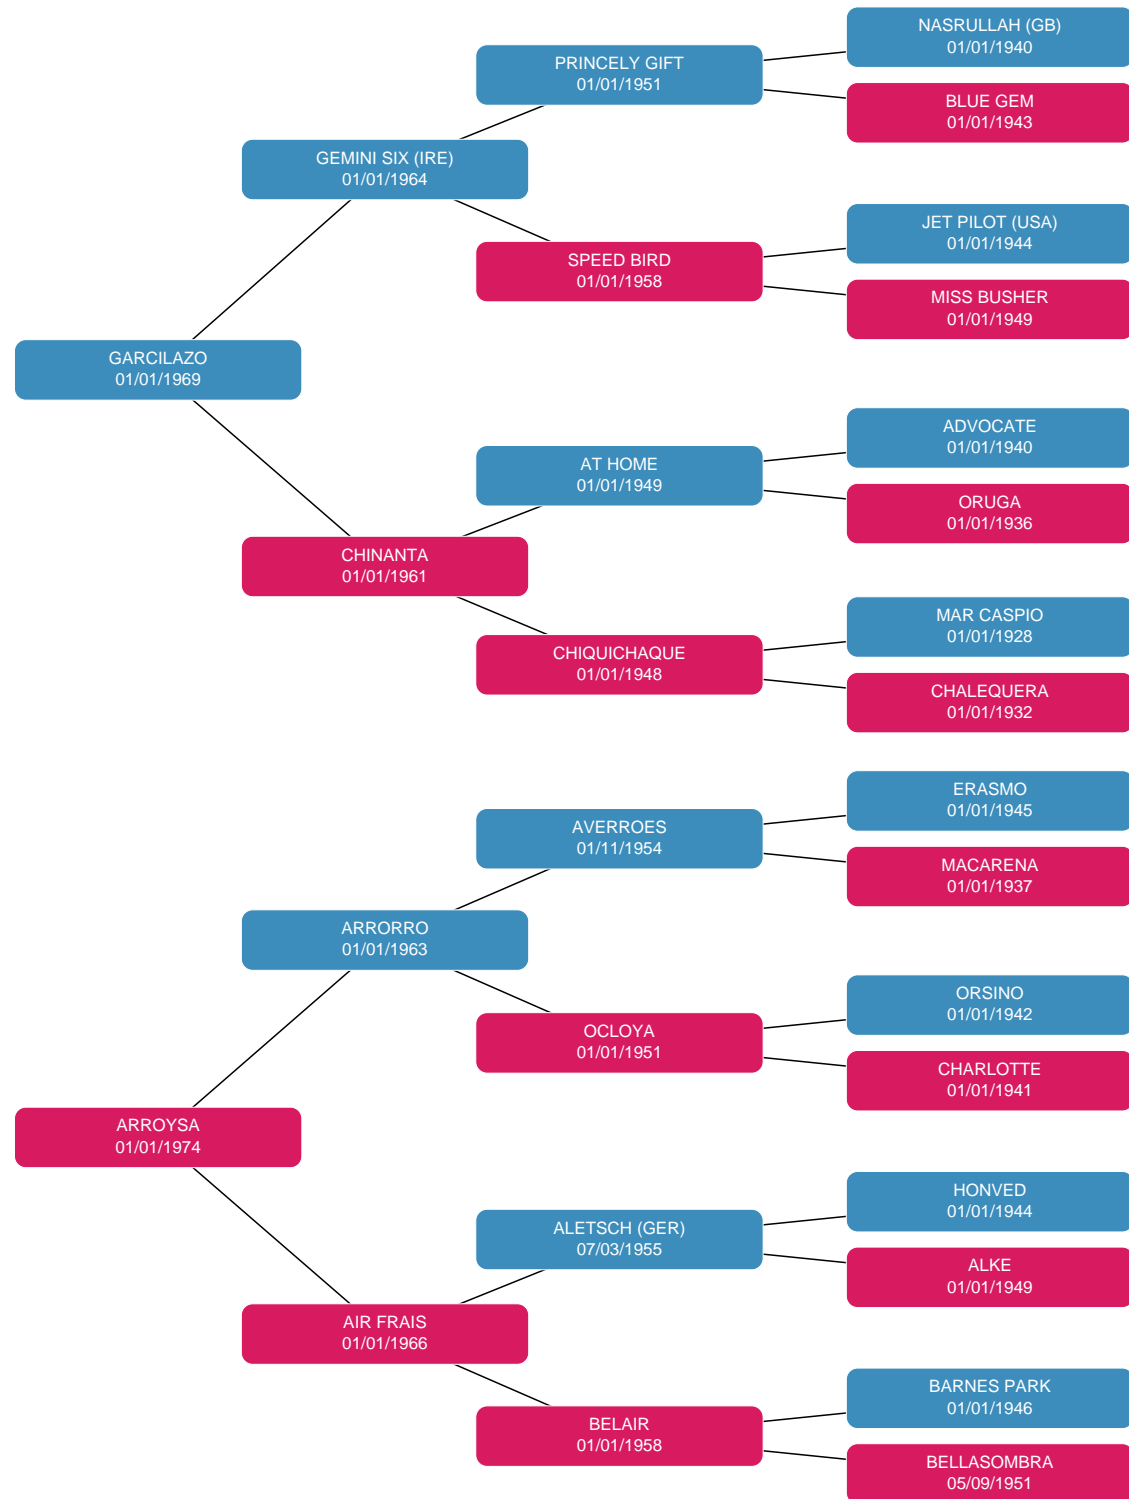 NASRULLAH (GB)
01/01/1940
PRINCELY GIFT
01/01/1951
BLUE GEM
01/01/1943
GEMINI SIX (IRE)
01/01/1964
JET PILOT (USA)
01/01/1944
SPEED BIRD
01/01/1958
MISS BUSHER
01/01/1949
GARCILAZO
01/01/1969
ADVOCATE
01/01/1940
AT HOME
01/01/1949
ORUGA
01/01/1936
CHINANTA
01/01/1961
MAR CASPIO
01/01/1928
CHIQUICHAQUE
01/01/1948
CHALEQUERA
01/01/1932
ERASMO
01/01/1945
AVERROES
01/11/1954
MACARENA
01/01/1937
ARRORRO
01/01/1963
ORSINO
01/01/1942
OCLOYA
01/01/1951
CHARLOTTE
01/01/1941
ARROYSA
01/01/1974
HONVED
01/01/1944
ALETSCH (GER)
07/03/1955
ALKE
01/01/1949
AIR FRAIS
01/01/1966
BARNES PARK
01/01/1946
BELAIR
01/01/1958
BELLASOMBRA
05/09/1951